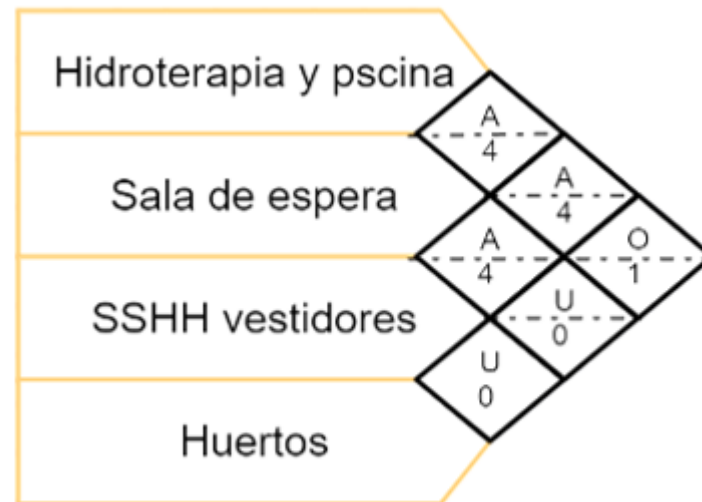 Hidroterapia y pscina
A
4
Sala de espera
A
4
A
4
O
1
SSHH vestidores
U
0
U
0
Huertos